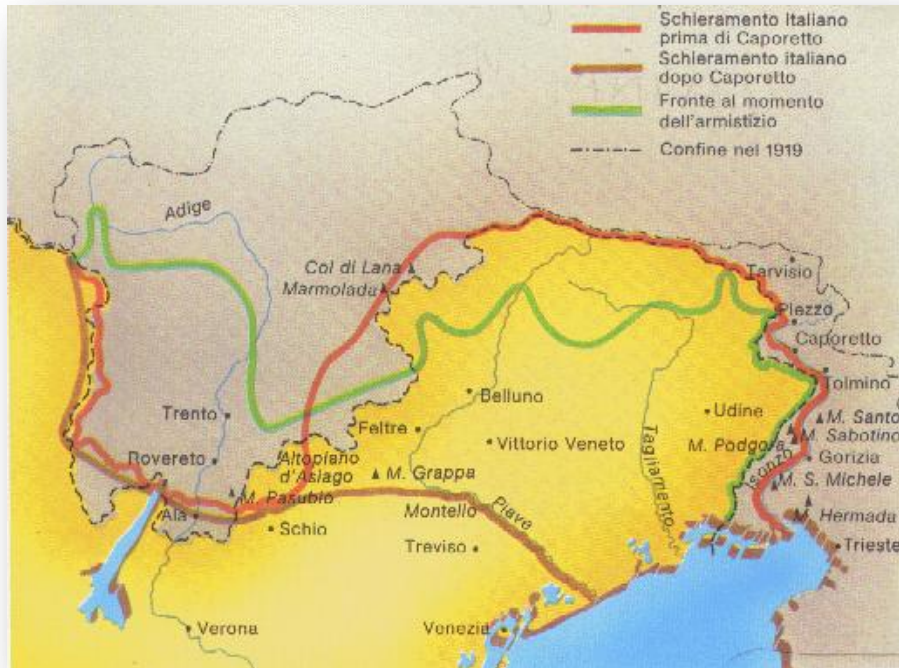 Schieramento Italiano
prima di Caporetto
Schieramento italiano
dopo Caporetto
Fronte al momento
dell'armistizio
Confine nel 1919
Adige
Col di Lana
Marmolada
Tarvisio
Plezzo
Caporetto
Tolmino
Belluno
Trento
Feltre
Udine
M. Santo
M. Sabotino
M. Podgora
Vittorio Veneto
Tagliamento
Isonzo
Gorizia
Rovereto
Altopiano
d'Asiago
M. Grappa
M. S. Michele
M. Pasubio
Ala
Montello
Piave
M. Hermada
Schio
Treviso
Trieste
Verona
Venezia